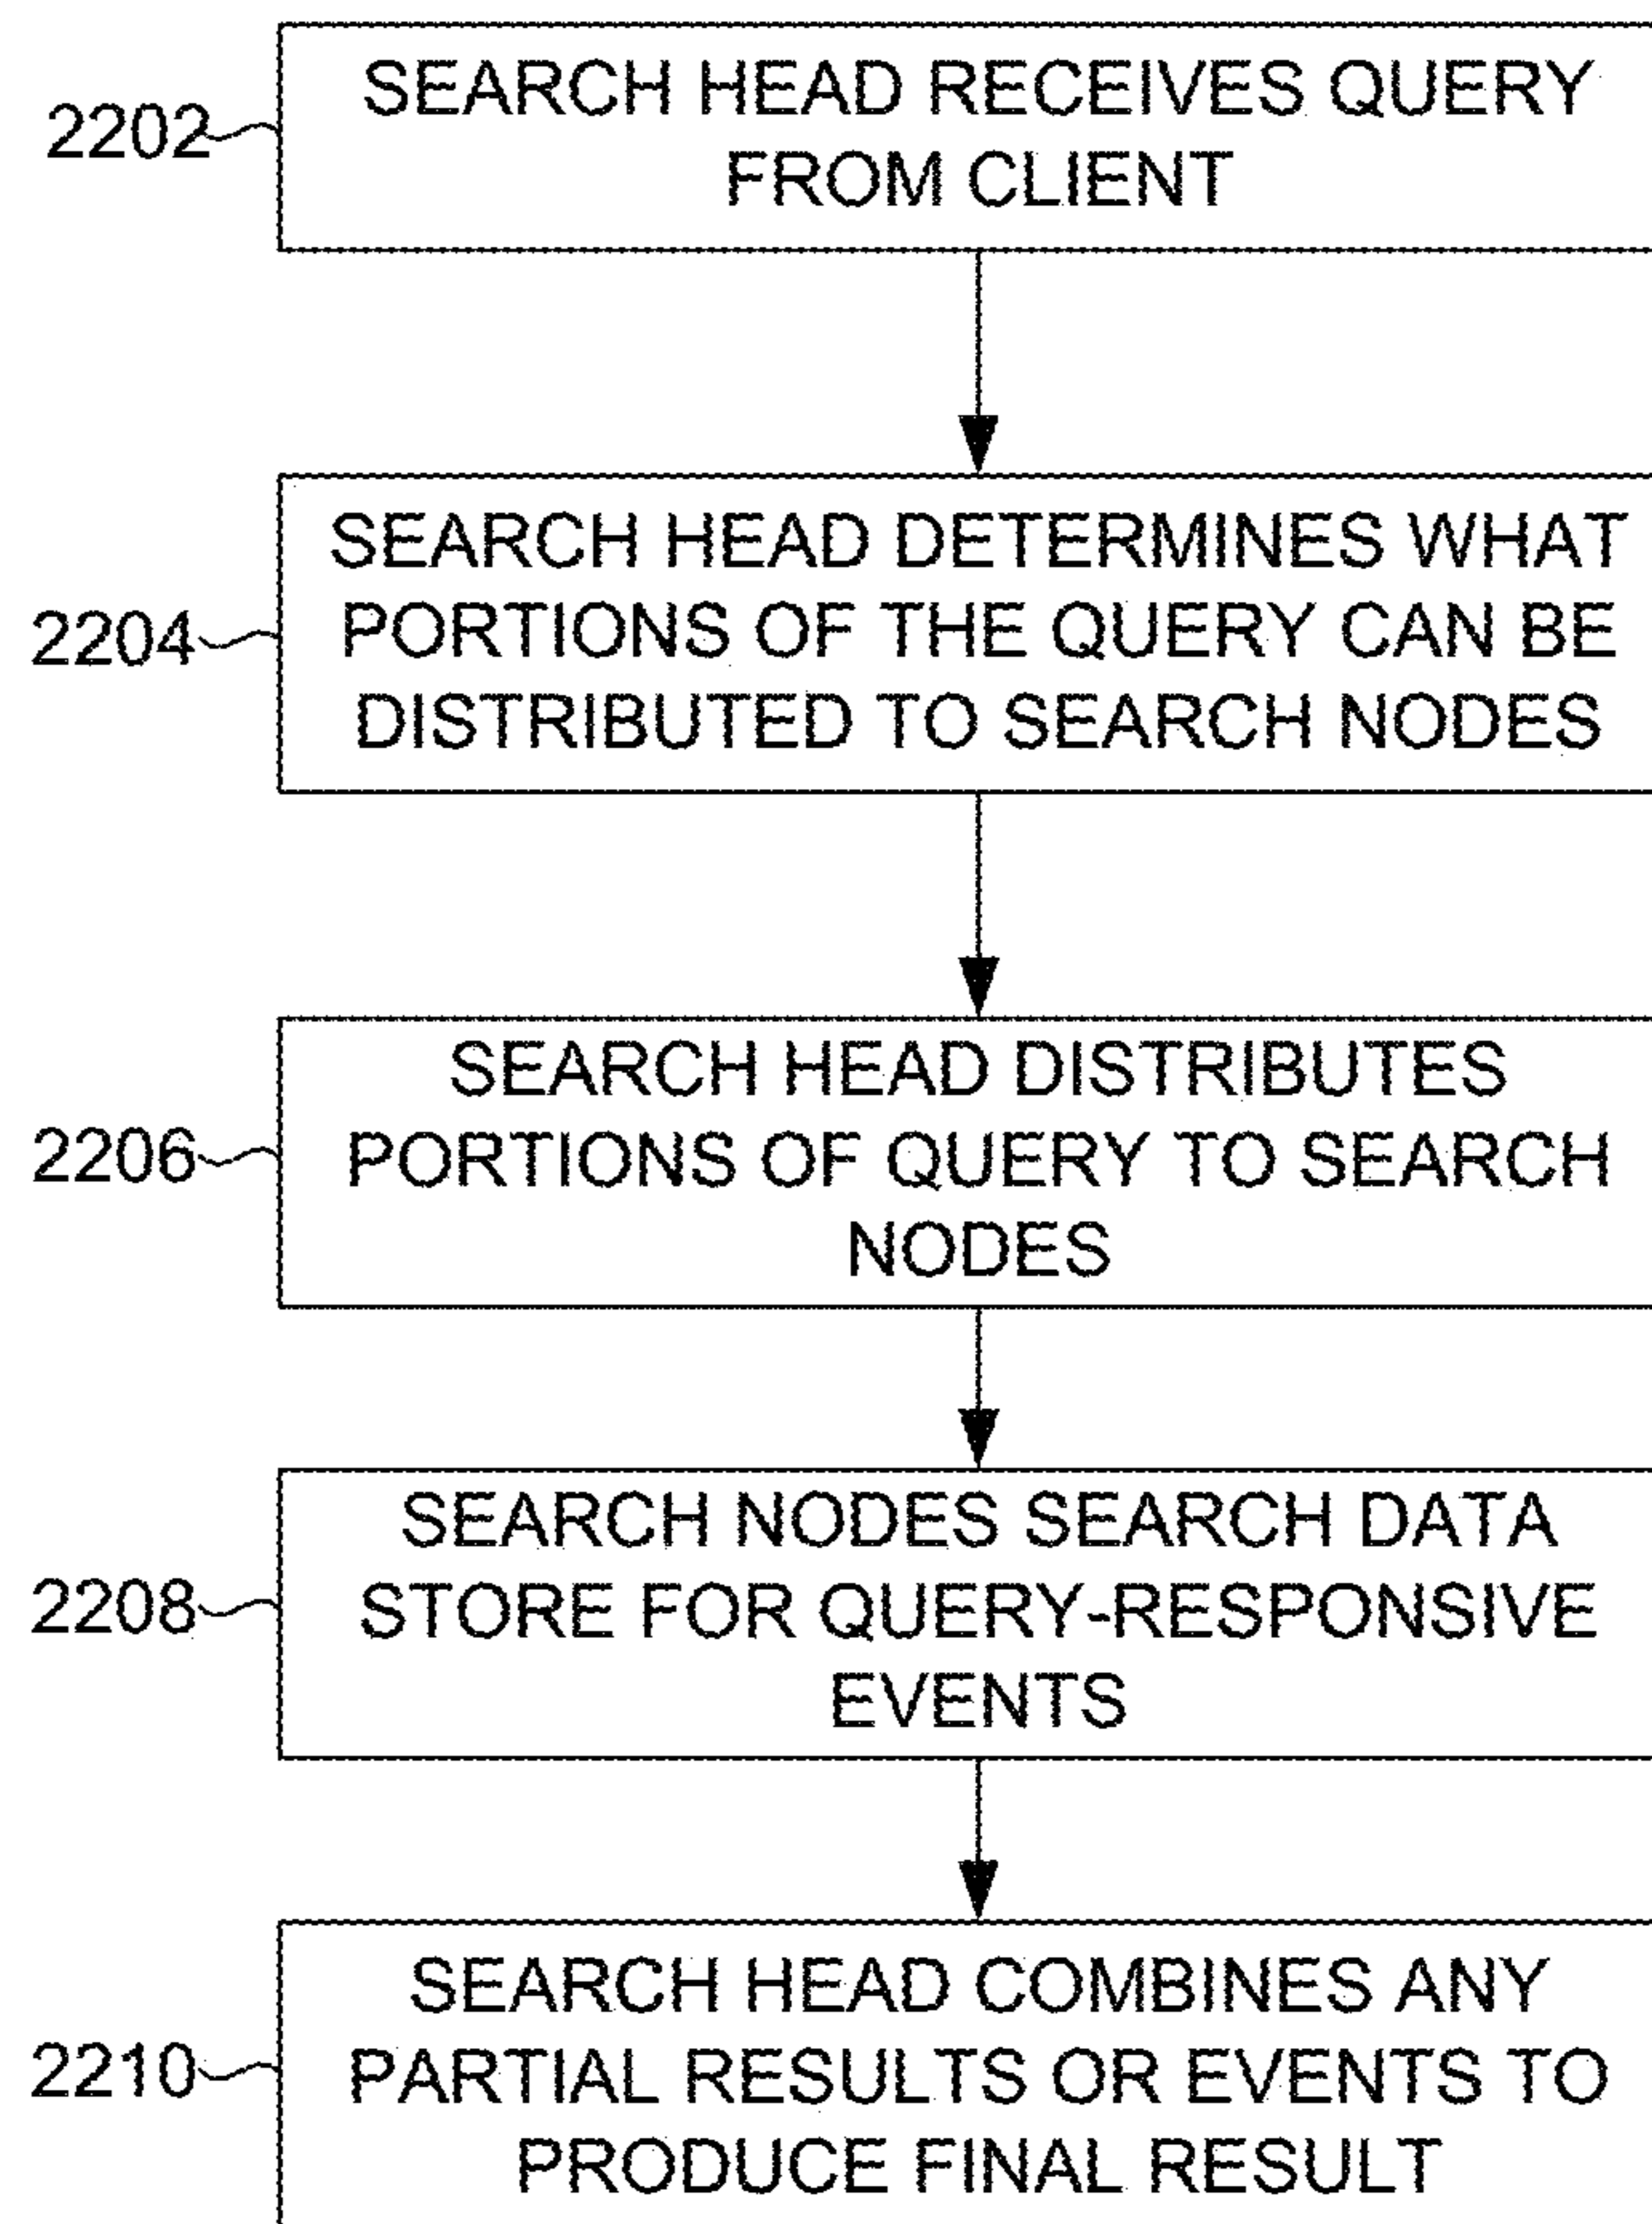 2202
SEARCH HEAD RECEIVES QUERY
FROM CLIENT
2204
SEARCH HEAD DETERMINES WHAT
PORTIONS OF THE QUERY CAN BE
DISTRIBUTED TO SEARCH NODES
2206
SEARCH HEAD DISTRIBUTES
PORTIONS OF QUERY TO SEARCH
NODES
2208
SEARCH NODES SEARCH DATA
STORE FOR QUERY-RESPONSIVE
EVENTS
2210
SEARCH HEAD COMBINES ANY
PARTIAL RESULTS OR EVENTS TO
PRODUCE FINAL RESULT